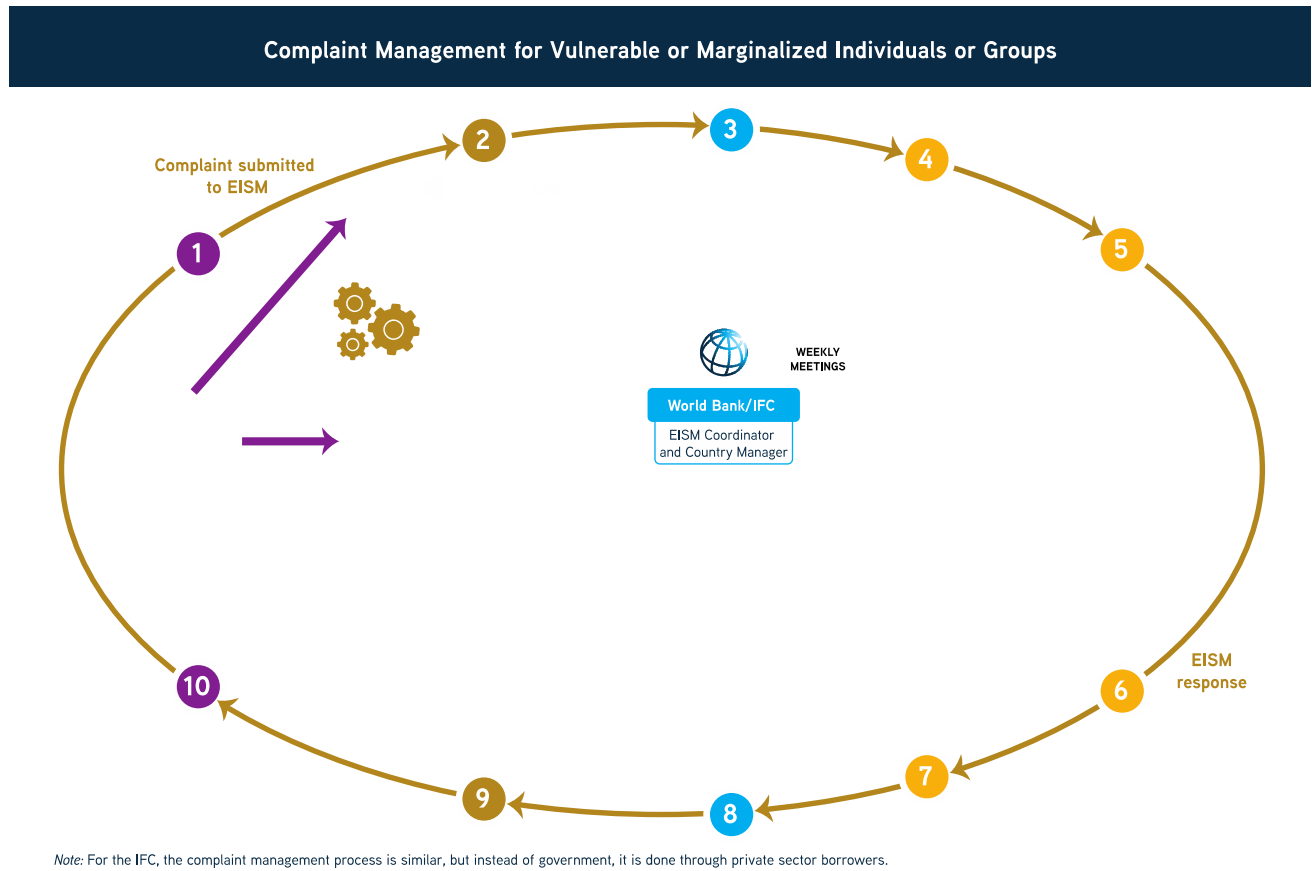 Complaint Management for Vulnerable or Marginalized Individuals or Groups
2
3
4
Complaint submitted
to EISM
1
5
WEEKLY
MEETINGS
World Bank/IFC
EISM Coordinator
and Country Manager
EISM
response
10
6
7
9
8
Note: For the IFC, the complaint management process is similar, but instead of government, it is done through private sector borrowers.